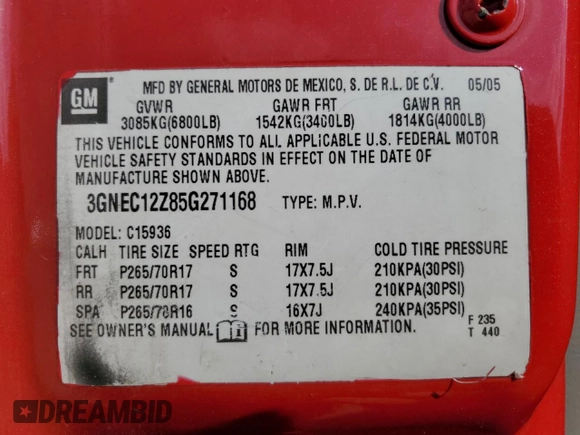 GM
MFD BY GENERAL MOTORS DE MEXICO, S. DE R.L. DE C.V. 05/05
GVWR GAWR FRT GAWR RR
3085KG(6800LB) 1542KG(3400LB) 1814KG(4000LB)
THIS VEHICLE CONFORMS TO ALL APPLICABLE U.S. FEDERAL MOTOR
VEHICLE SAFETY STANDARDS IN EFFECT ON THE DATE OF
MANUFACTURE SHOWN ABOVE.
3GNEC12Z85G271168 TYPE: M.P.V.
MODEL: C15936
CALH TIRE SIZE SPEED RTG RIM COLD TIRE PRESSURE
FRT P265/70R17 S 17X7.5J 210KPA(30PSI)
RR P265/70R17 S 17X7.5J 210KPA(30PSI)
SPA P265/70R16 S 16X7J 240KPA(35PSI)
SEE OWNER'S MANUAL FOR MORE INFORMATION.
F 235
T 440
DREAMBID